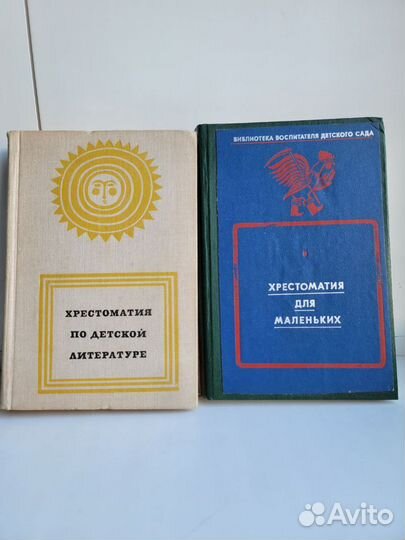 ХРЕСТОМАТИЯ
ПО ДЕТСКОЙ
ЛИТЕРАТУРЕ
БИБЛИОТЕКА ВОСПИТАТЕЛЯ ДЕТСКОГО САДА
ХРЕСТОМАТИЯ
ДЛЯ
МАЛЕНЬКИХ
Avito